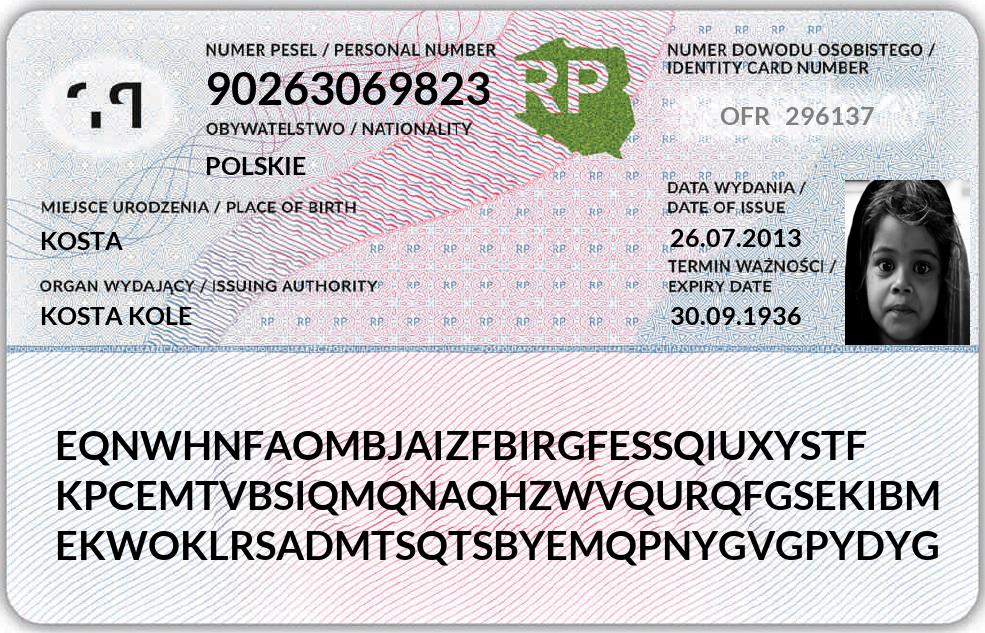 NUMER PESEL / PERSONAL NUMBER
90263069823
OBYWATELSTWO / NATIONALITY
POLSKIE
RP
NUMER DOWODU OSOBISTEGO /
IDENTITY CARD NUMBER
OFR 296137
MIEJSCE URODZENIA / PLACE OF BIRTH
KOSTA
ORGAN WYDAJĄCY / ISSUING AUTHORITY
KOSTA KOLE
DATA WYDANIA /
DATE OF ISSUE
26.07.2013
TERMIN WAŻNOŚCI /
EXPIRY DATE
30.09.1936
EQNWHNFAOMBJAIZFBIRGFESSQIUXYSTF
KPCEMTVBSIQMQNAQHZWVQURQFGSEKIBM
EKWOKLRSADMTSQTSBYEMQPNYGVGPYDYG